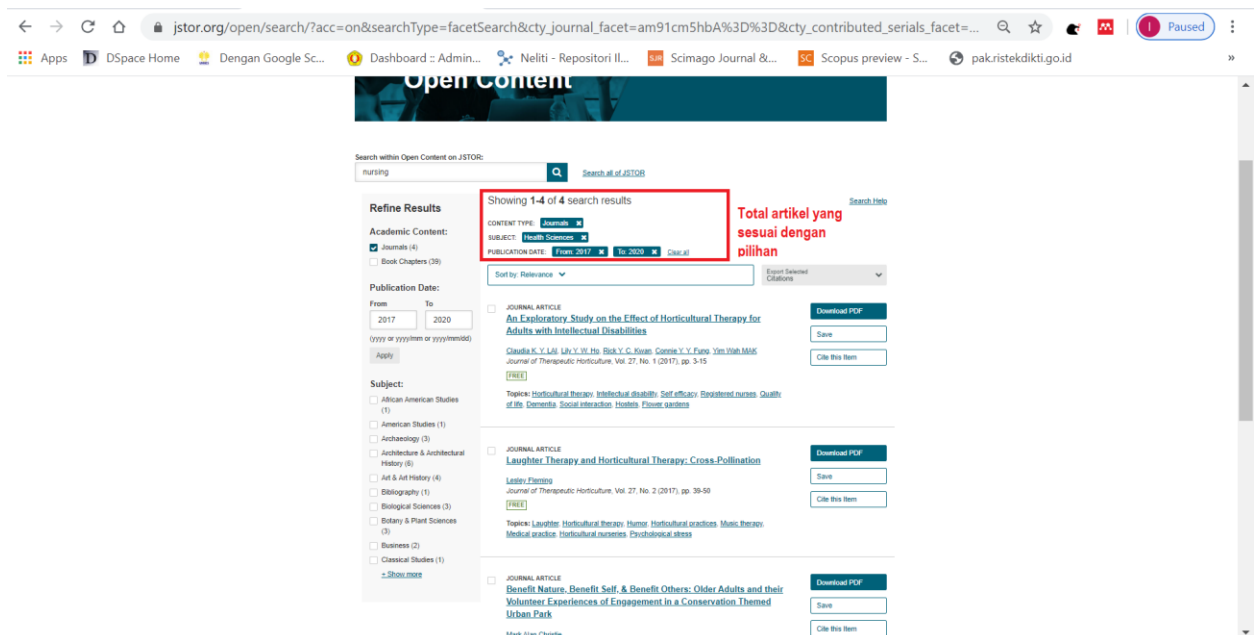 jstor.org/open/search/?acc=on&searchType=facetSearch&cty_journal_facet=am91cm5hbA%3D%3D&cty_contributed_serials_facet=...
I Paused
Apps DSpace Home Dengan Google Sc... Dashboard :: Admin... Neliti - Repositori Il... SJR Scimago Journal &... SC Scopus preview - S... pak.ristekdikti.go.id »
Open Content
Search within Open Content on JSTOR:
nursing
Search all of JSTOR
Refine Results
Academic Content:
Journals (4)
Book Chapters (39)
Publication Date:
From To
2017 2020
(yyyy or yyyy/mm or yyyy/mm/dd)
Apply
Subject:
African American Studies
(1)
American Studies (1)
Archaeology (3)
Architecture & Architectural
History (6)
Art & Art History (4)
Bibliography (1)
Biological Sciences (3)
Botany & Plant Sciences
(3)
Business (2)
Classical Studies (1)
+ Show more
Showing 1-4 of 4 search results
CONTENT TYPE: Journals x
SUBJECT: Health Sciences x
PUBLICATION DATE: From: 2017 x To: 2020 x Clear all
Search Help
Total artikel yang
sesuai dengan
pilihan
Sort by: Relevance
Export Selected
Citations
JOURNAL ARTICLE
An Exploratory Study on the Effect of Horticultural Therapy for
Adults with Intellectual Disabilities
Claudia K. Y. LAI, Lily Y. W. Ho, Rick Y. C. Kwan, Connie Y. Y. Fung, Yim Wah MAK
Journal of Therapeutic Horticulture, Vol. 27, No. 1 (2017), pp. 3-15
FREE
Topics: Horticultural therapy, Intellectual disability, Self efficacy, Registered nurses, Quality
of life, Dementia, Social interaction, Hostels, Flower gardens
Download PDF
Save
Cite this Item
JOURNAL ARTICLE
Laughter Therapy and Horticultural Therapy: Cross-Pollination
Lesley Fleming
Journal of Therapeutic Horticulture, Vol. 27, No. 2 (2017), pp. 39-50
FREE
Topics: Laughter, Horticultural therapy, Humor, Horticultural practices, Music therapy,
Medical practice, Horticultural nurseries, Psychological stress
Download PDF
Save
Cite this Item
JOURNAL ARTICLE
Benefit Nature, Benefit Self, & Benefit Others: Older Adults and their
Volunteer Experiences of Engagement in a Conservation Themed
Urban Park
Mark Alan Christie
Download PDF
Save
Cite this Item